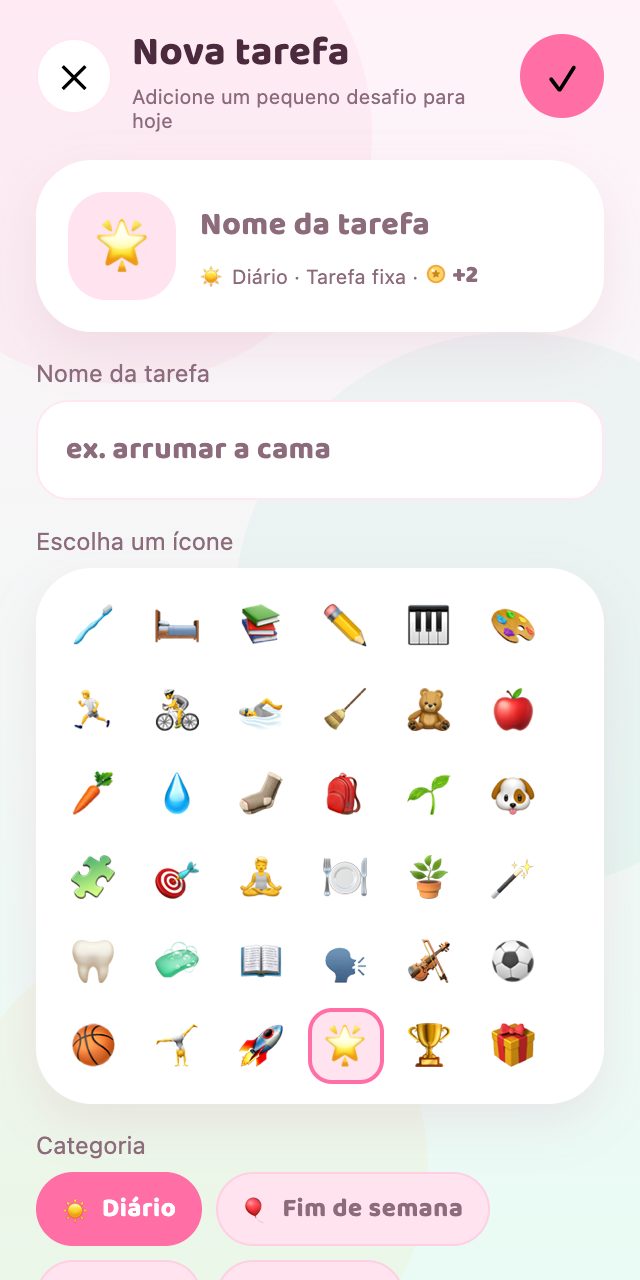 Nova tarefa
Adicione um pequeno desafio para
hoje
Nome da tarefa
Diário · Tarefa fixa · +2
Nome da tarefa
ex. arrumar a cama
Escolha um ícone
Categoria
Diário
Fim de semana